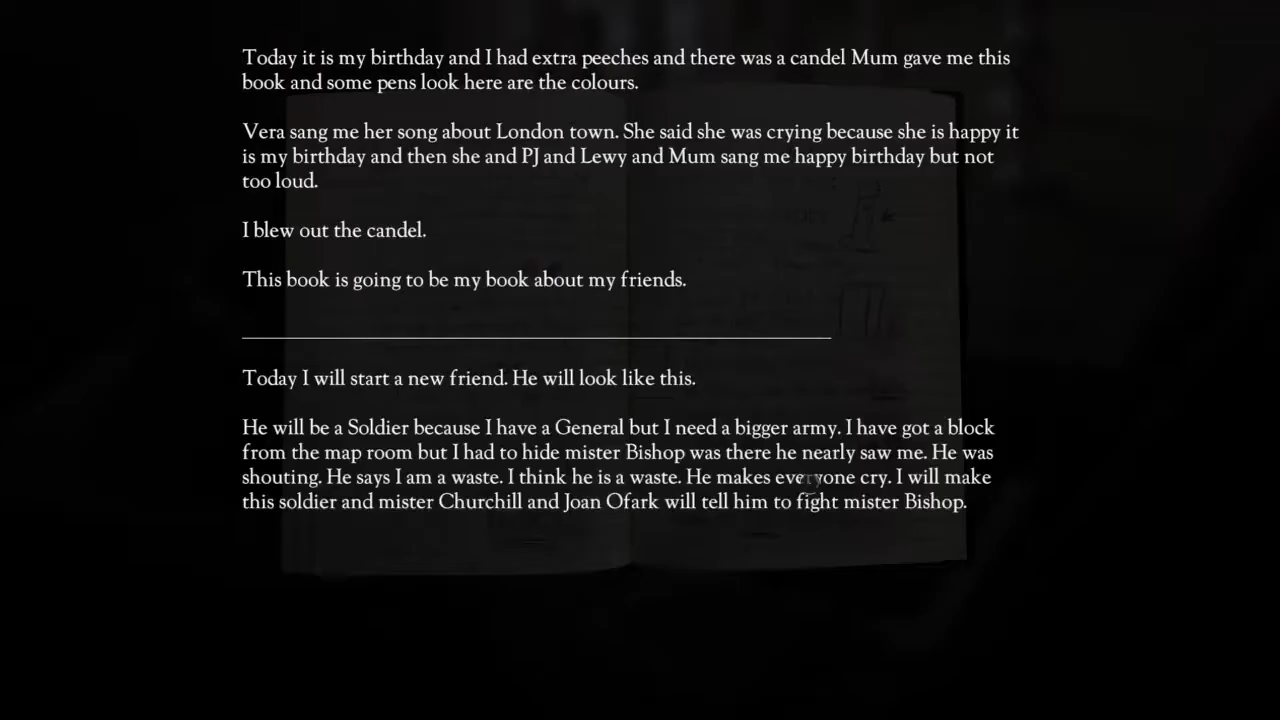 Today it is my birthday and I had extra peeches and there was a candel Mum gave me this
book and some pens look here are the colours.
Vera sang me her song about London town. She said she was crying because she is happy it
is my birthday and then she and PJ and Lewy and Mum sang me happy birthday but not
too loud.
I blew out the candel.
This book is going to be my book about my friends.
Today I will start a new friend. He will look like this.
He will be a Soldier because I have a General but I need a bigger army. I have got a block
from the map room but I had to hide mister Bishop was there he nearly saw me. He was
shouting. He says I am a waste. I think he is a waste. He makes everyone cry. I will make
this soldier and mister Churchill and Joan Ofark will tell him to fight mister Bishop.